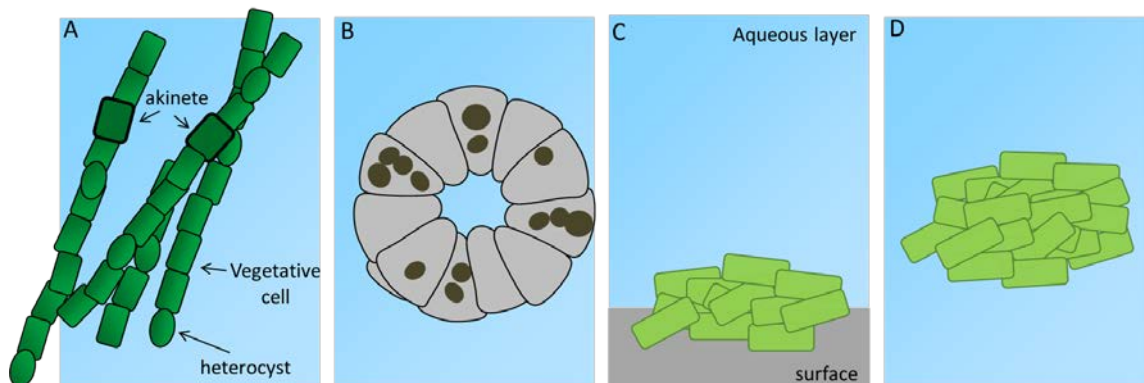 A
akinete
Vegetative
cell
heterocyst
B
C
Aqueous layer
surface
D